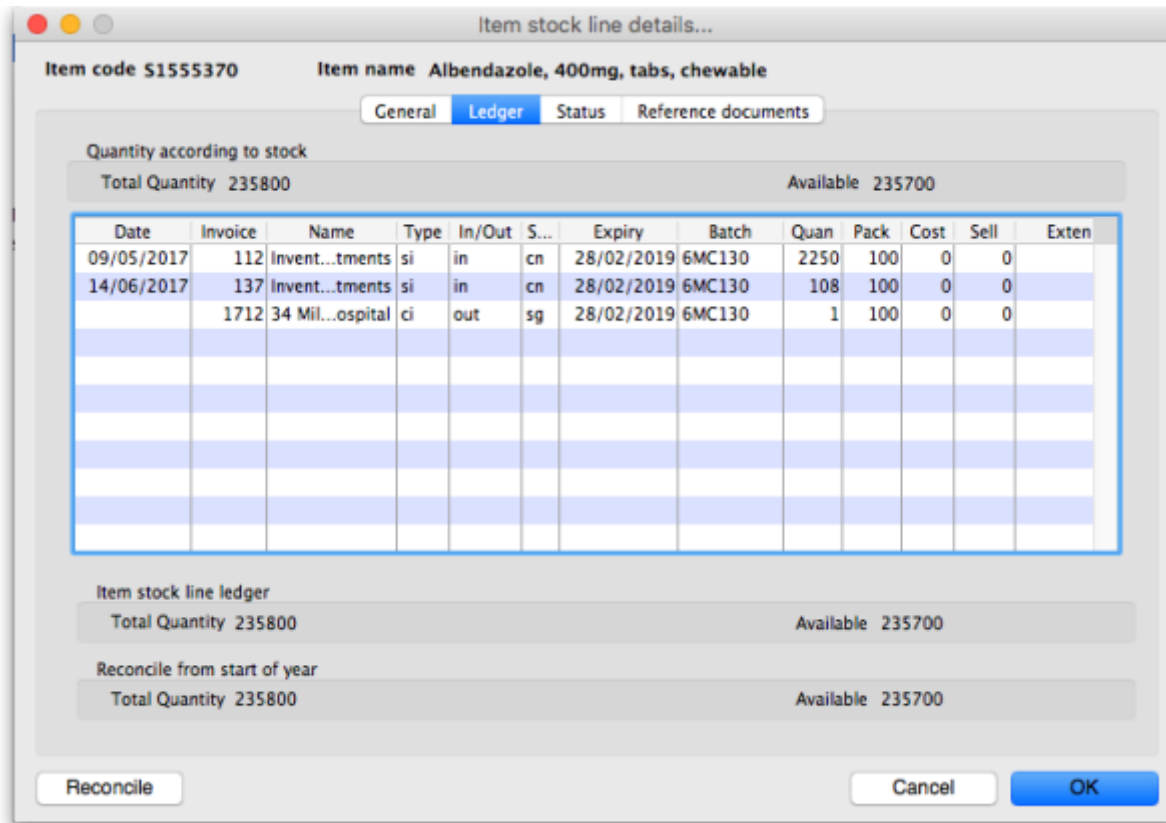 Item stock line details...
Item code S1555370 Item name Albendazole, 400mg, tabs, chewable
General Ledger Status Reference documents
Quantity according to stock
Total Quantity 235800 Available 235700
Date Invoice Name Type In/Out S... Expiry Batch Quan Pack Cost Sell Exten
09/05/2017 112 Invent...tments si in cn 28/02/2019 6MC130 2250 100 0 0
14/06/2017 137 Invent...tments si in cn 28/02/2019 6MC130 108 100 0 0
1712 34 Mil...ospital ci out sg 28/02/2019 6MC130 1 100 0 0
Item stock line ledger
Total Quantity 235800 Available 235700
Reconcile from start of year
Total Quantity 235800 Available 235700
Reconcile Cancel OK